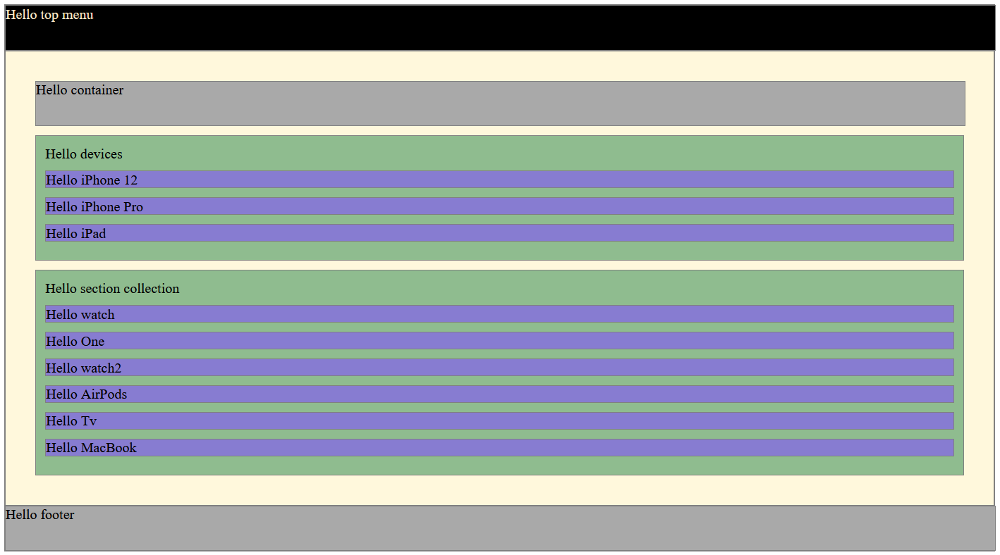 Hello top menu
Hello container
Hello devices
Hello iPhone 12
Hello iPhone Pro
Hello iPad
Hello section collection
Hello watch
Hello One
Hello watch2
Hello AirPods
Hello Tv
Hello MacBook
Hello footer